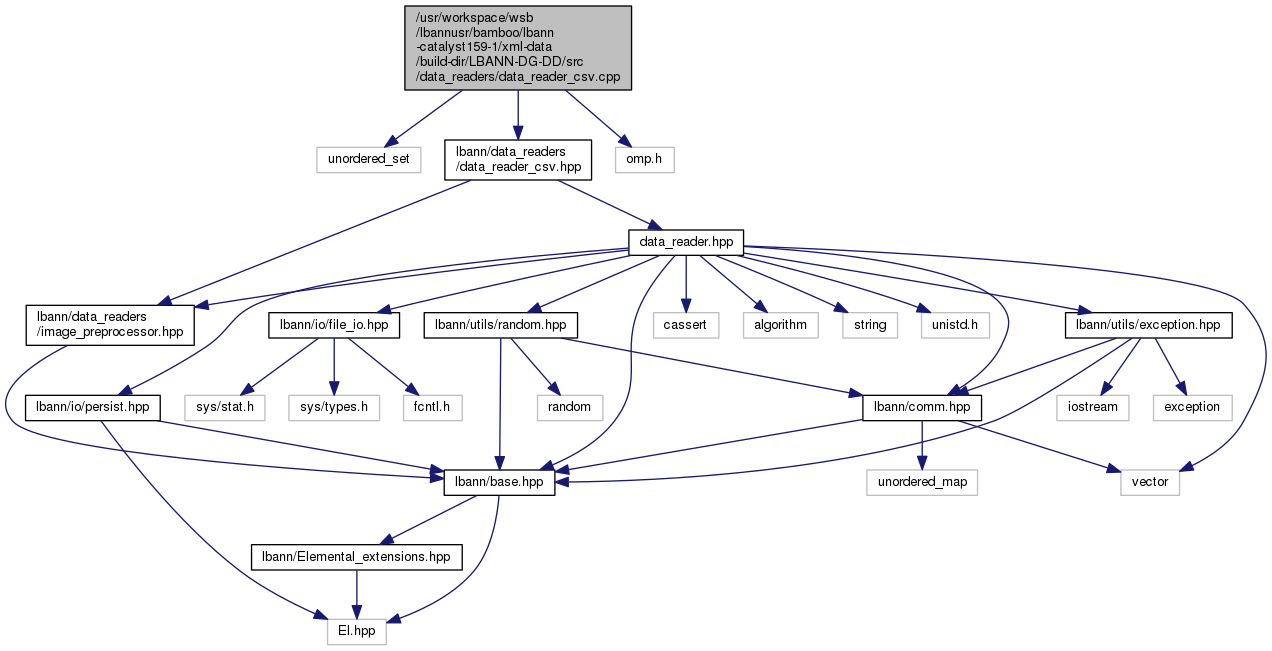 /usr/workspace/wsb
/lbannusr/bamboo/lbann
-catalyst159-1/xml-data
/build-dir/LBANN-DG-DD/src
/data_readers/data_reader_csv.cpp
unordered_set
lbann/data_readers
/data_reader_csv.hpp
omp.h
data_reader.hpp
lbann/data_readers
/image_preprocessor.hpp
lbann/io/file_io.hpp
lbann/utils/random.hpp
cassert
algorithm
string
unistd.h
lbann/utils/exception.hpp
lbann/io/persist.hpp
sys/stat.h
sys/types.h
fcntl.h
random
lbann/comm.hpp
iostream
exception
lbann/base.hpp
unordered_map
vector
lbann/Elemental_extensions.hpp
El.hpp